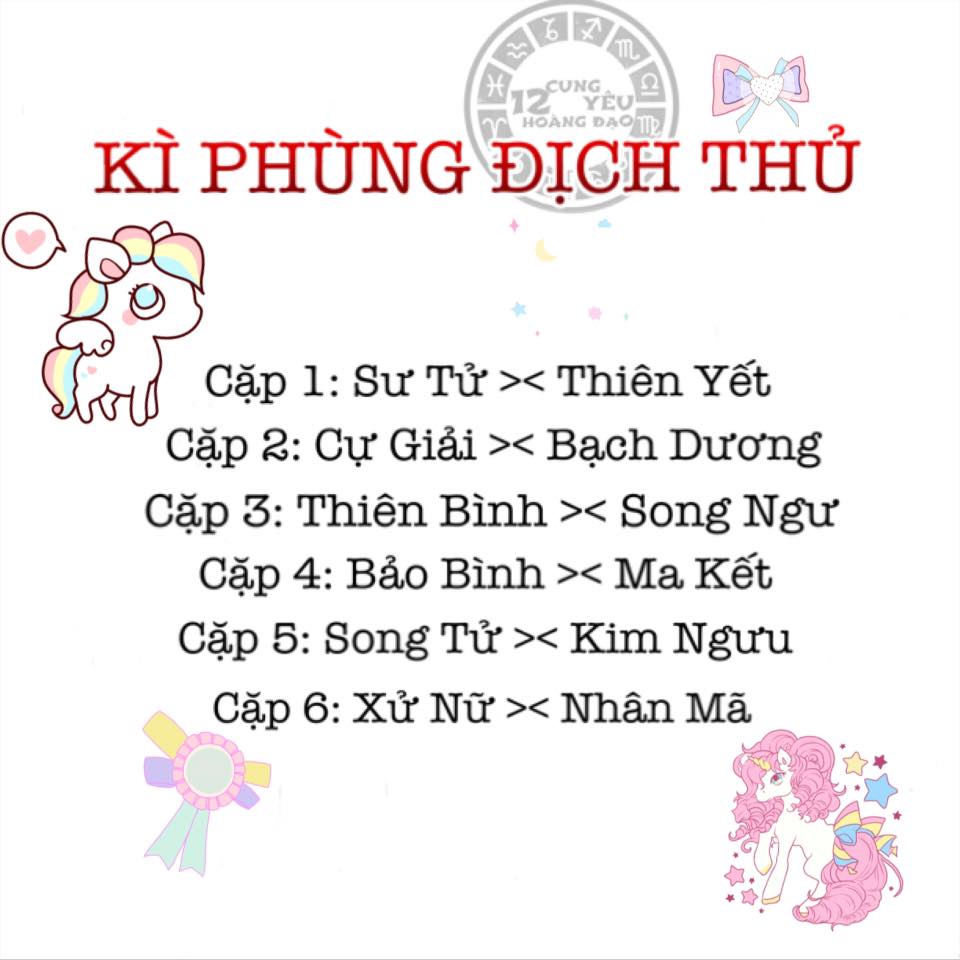 CUNG
12 YÊU
HOÀNG ĐẠO
KÌ PHÙNG ĐỊCH THỦ
Cặp 1: Sư Tử >< Thiên Yết
Cặp 2: Cự Giải >< Bạch Dương
Cặp 3: Thiên Bình >< Song Ngư
Cặp 4: Bảo Bình >< Ma Kết
Cặp 5: Song Tử >< Kim Ngưu
Cặp 6: Xử Nữ >< Nhân Mã